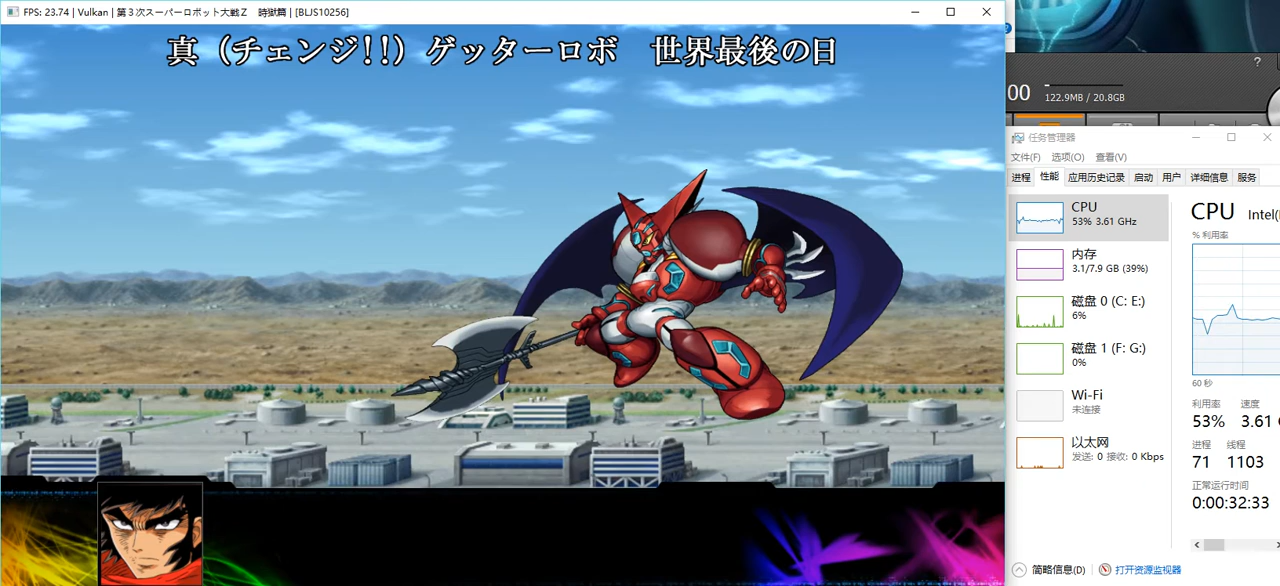 FPS: 23.74 | Vulkan | 第３次スーパーロボット大戦Ｚ　時獄篇 | [BLJS10256]
真（チェンジ!!）ゲッターロボ　世界最後の日
?
00
122.9MB / 20.8GB
任务管理器
文件(F) 选项(O) 查看(V)
进程 性能 应用历史记录 启动 用户 详细信息 服务
CPU
53% 3.61 GHz
内存
3.1/7.9 GB (39%)
磁盘 0 (C: E:)
6%
磁盘 1 (F: G:)
0%
Wi-Fi
未连接
以太网
发送: 0 接收: 0 Kbps
CPU Intel(
% 利用率
60 秒
利用率 速度
53% 3.61
进程 线程
71 1103
正常运行时间
0:00:32:33
简略信息(D) 打开资源监视器